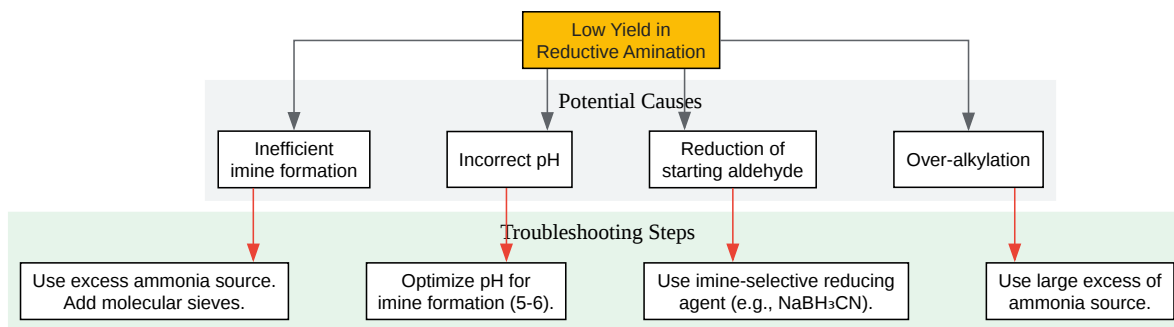 Low Yield in
Reductive Amination
Potential Causes
Inefficient
imine formation
Incorrect pH
Reduction of
starting aldehyde
Over-alkylation
Troubleshooting Steps
Use excess ammonia source.
Add molecular sieves.
Optimize pH for
imine formation (5-6).
Use imine-selective reducing
agent (e.g., NaBH₃CN).
Use large excess of
ammonia source.